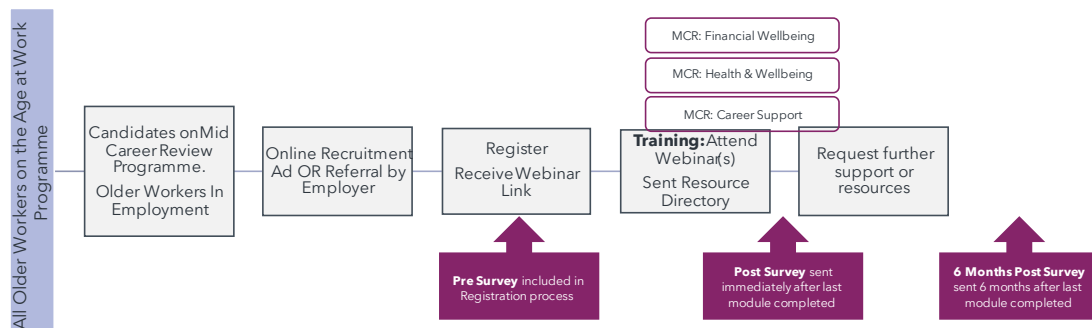 All Older Workers on the Age at Work
Programme
Candidates on Mid
Career Review
Programme.
Older Workers In
Employment
Online Recruitment
Ad OR Referral by
Employer
Register
Receive Webinar
Link
MCR: Financial Wellbeing
MCR: Health & Wellbeing
MCR: Career Support
Training: Attend
Webinar(s)
Sent Resource
Directory
Request further
support or
resources
Pre Survey included in
Registration process
Post Survey sent
immediately after last
module completed
6 Months Post Survey
sent 6 months after last
module completed